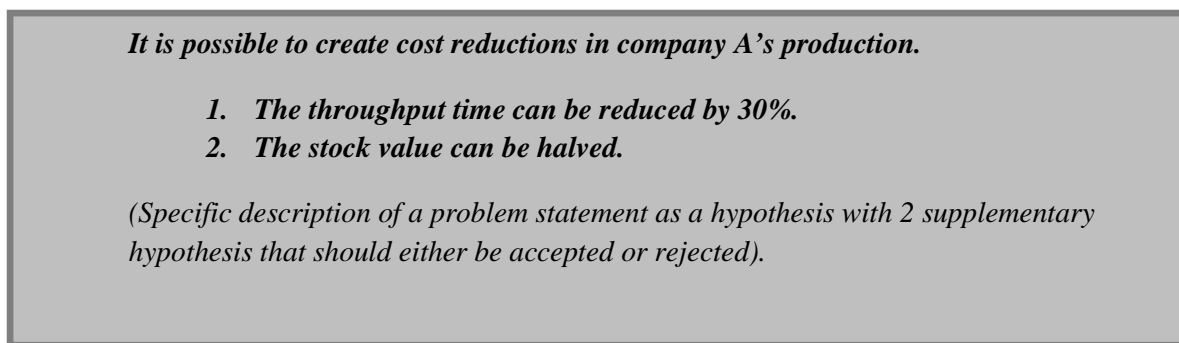 It is possible to create cost reductions in company A’s production.
1. The throughput time can be reduced by 30%.
2. The stock value can be halved.
(Specific description of a problem statement as a hypothesis with 2 supplementary
hypothesis that should either be accepted or rejected).